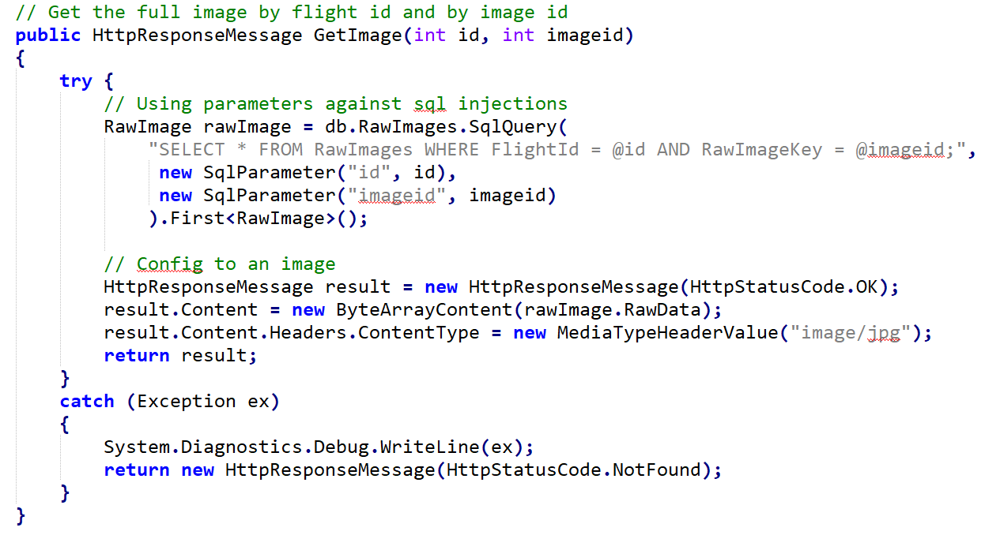 // Get the full image by flight id and by image id
public HttpResponseMessage GetImage(int id, int imageid)
{
    try {
        // Using parameters against sql injections
        RawImage rawImage = db.RawImages.SqlQuery(
            "SELECT * FROM RawImages WHERE FlightId = @id AND RawImageKey = @imageid;",
             new SqlParameter("id", id),
             new SqlParameter("imageid", imageid)
            ).First<RawImage>();

        // Config to an image
        HttpResponseMessage result = new HttpResponseMessage(HttpStatusCode.OK);
        result.Content = new ByteArrayContent(rawImage.RawData);
        result.Content.Headers.ContentType = new MediaTypeHeaderValue("image/jpg");
        return result;
    }
    catch (Exception ex)
    {
        System.Diagnostics.Debug.WriteLine(ex);
        return new HttpResponseMessage(HttpStatusCode.NotFound);
    }
}